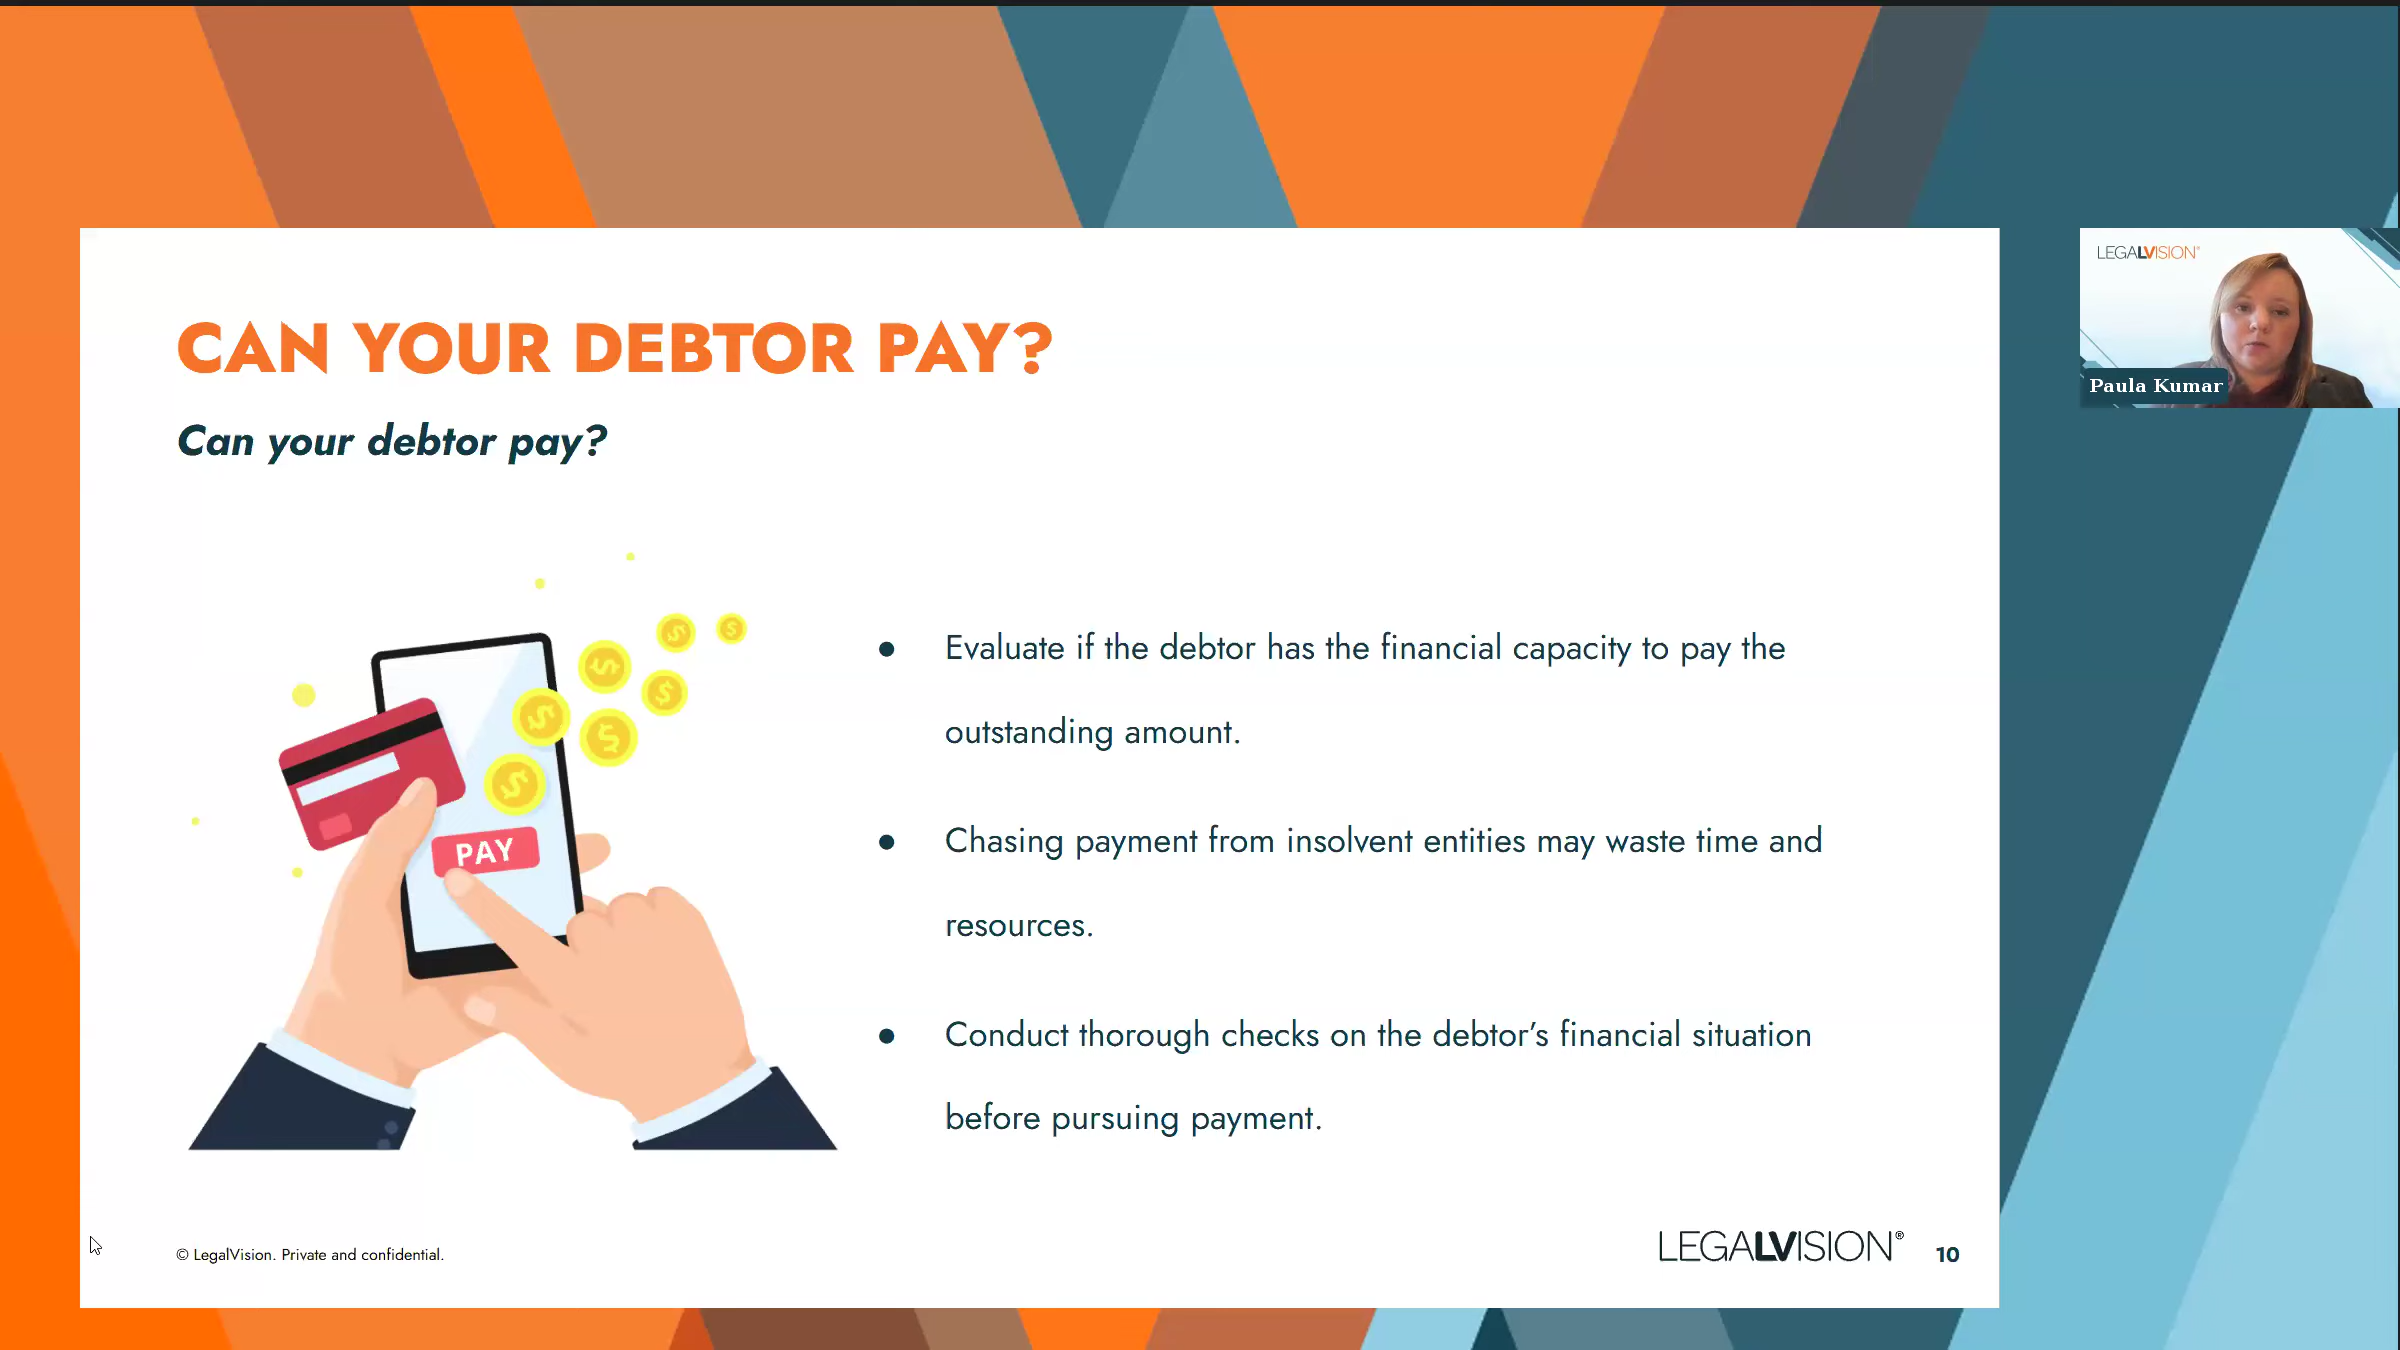 CAN YOUR DEBTOR PAY?
Can your debtor pay?
LEGALVISION®
Paula Kumar
$ $ $ $ $ $ $
PAY
● Evaluate if the debtor has the financial capacity to pay the
outstanding amount.
● Chasing payment from insolvent entities may waste time and
resources.
● Conduct thorough checks on the debtor’s financial situation
before pursuing payment.
© LegalVision. Private and confidential.
LEGALVISION®
10